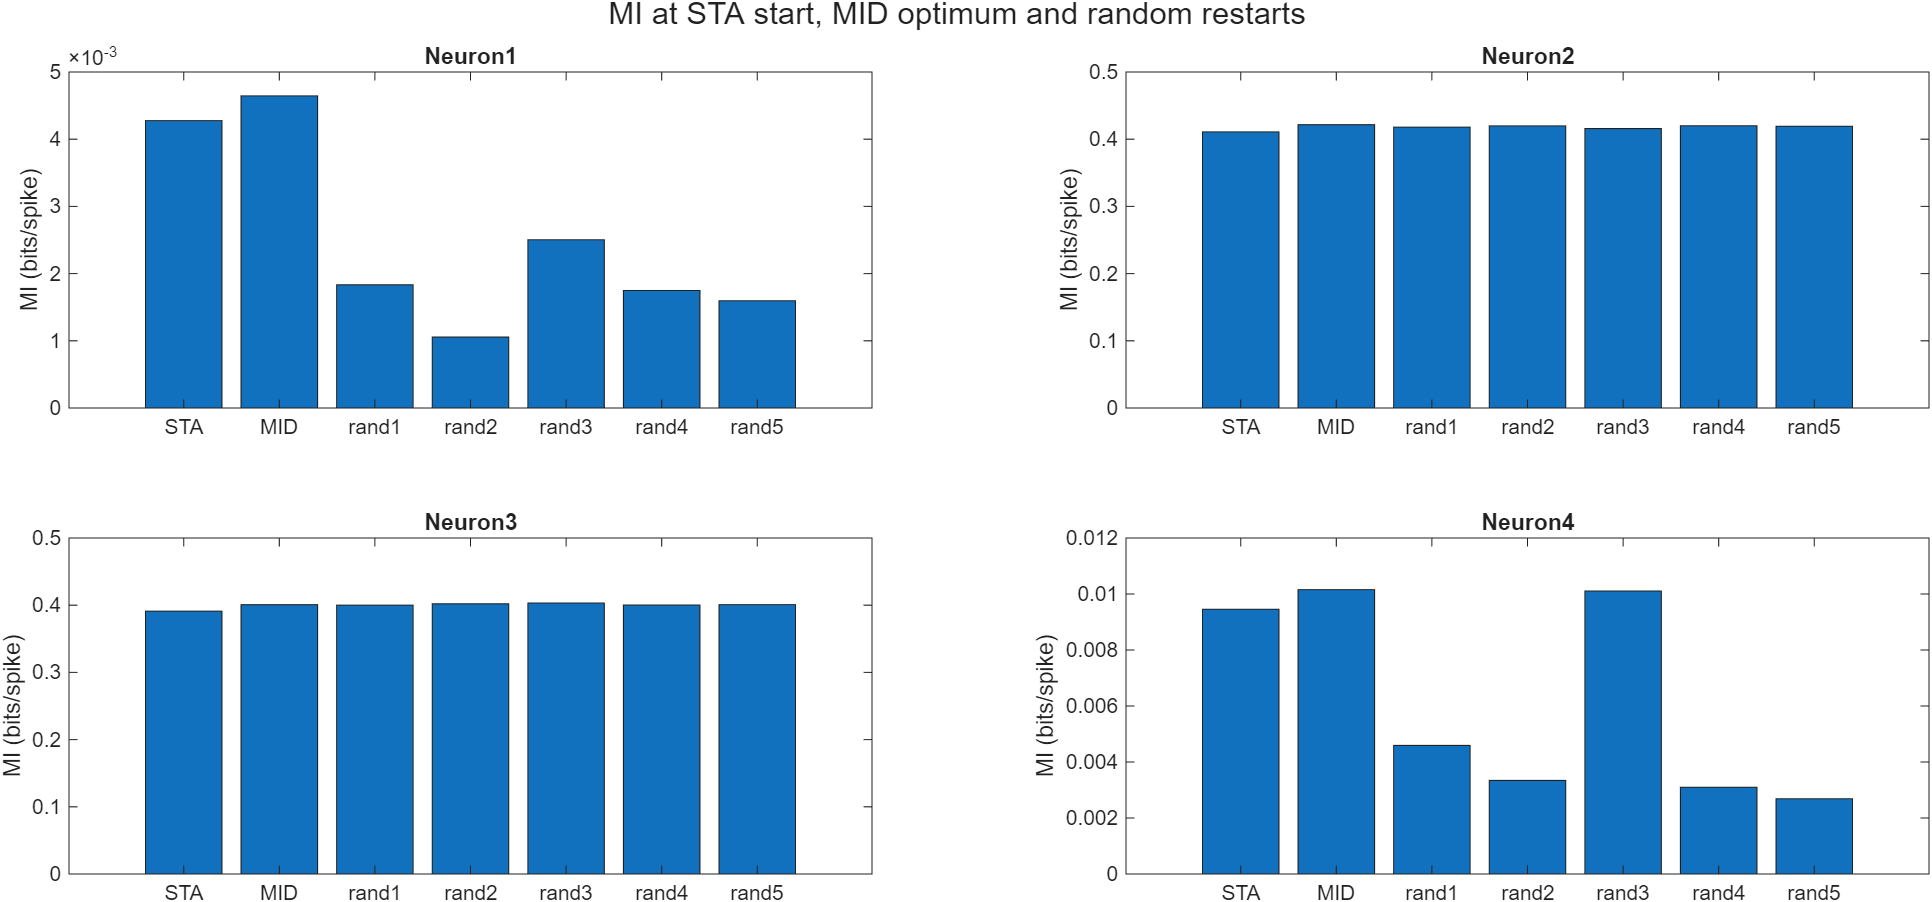 MI at STA start, MID optimum and random restarts
Neuron1
×10-3
5
4
3
2
1
0
MI (bits/spike)
STA MID rand1 rand2 rand3 rand4 rand5
Neuron2
0.5
0.4
0.3
0.2
0.1
0
MI (bits/spike)
STA MID rand1 rand2 rand3 rand4 rand5
Neuron3
0.5
0.4
0.3
0.2
0.1
0
MI (bits/spike)
STA MID rand1 rand2 rand3 rand4 rand5
Neuron4
0.012
0.01
0.008
0.006
0.004
0.002
0
MI (bits/spike)
STA MID rand1 rand2 rand3 rand4 rand5